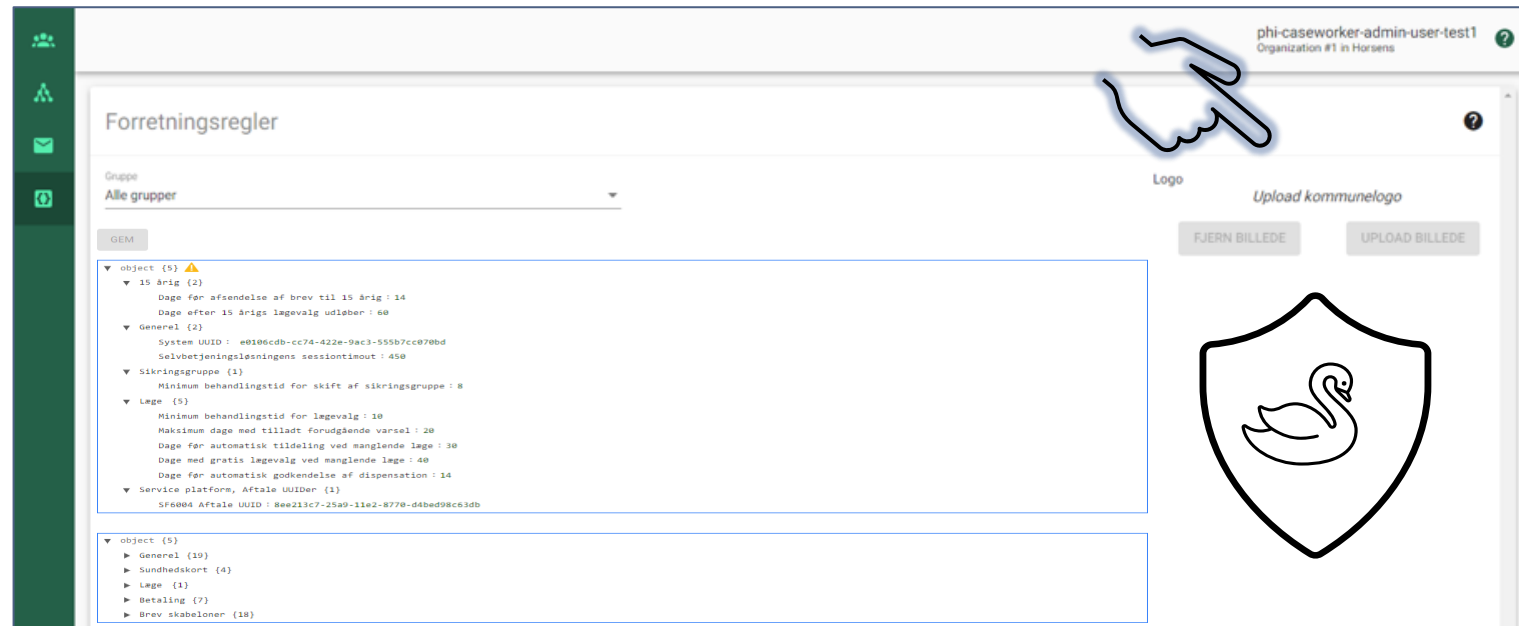 phi-caseworker-admin-user-test1
Organization #1 in Horsens
Forretningsregler
Gruppe
Alle grupper
Logo
Upload kommunelogo
GEM
FJERN BILLEDE
UPLOAD BILLEDE
object {5}
15 årig {2}
Dage før afsendelse af brev til 15 årig : 14
Dage efter 15 årigs lægevalg udløber : 60
Generel {2}
System UUID : e0106cdb-cc74-422e-9ac3-555b7cc070bd
Selvbetjeningsløsningens sessiontimout : 450
Sikringsgruppe {1}
Minimum behandlingstid for skift af sikringsgruppe : 8
Læge {5}
Minimum behandlingstid for lægevalg : 10
Maksimum dage med tilladt forudgående varsel : 20
Dage før automatisk tildeling ved manglende læge : 30
Dage med gratis lægevalg ved manglende læge : 40
Dage før automatisk godkendelse af dispensation : 14
Service platform, Aftale UUIDer {1}
SF6004 Aftale UUID : 8ee213c7-25a9-11e2-8770-d4bed98c63db
object {5}
Generel {19}
Sundhedskort {4}
Læge {1}
Betaling {7}
Brev skabeloner {18}